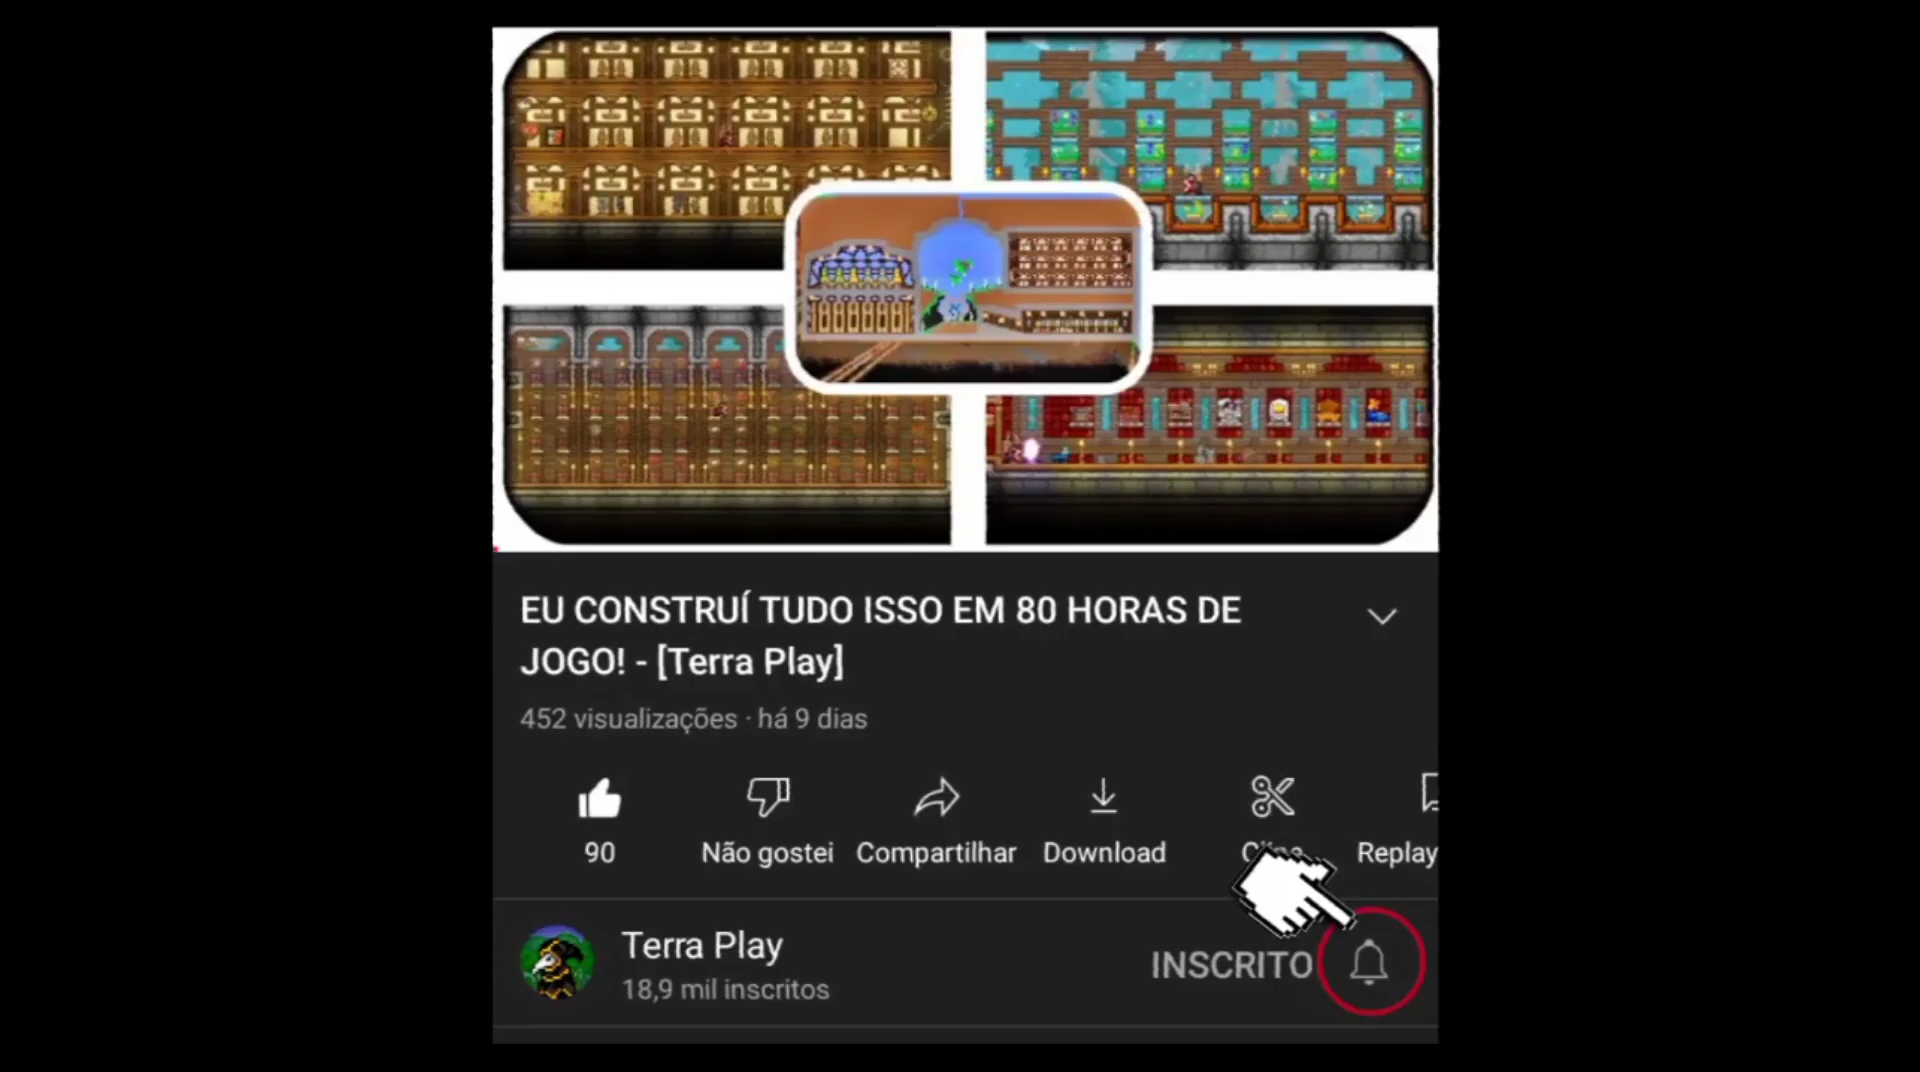 EU CONSTRUÍ TUDO ISSO EM 80 HORAS DE
JOGO! - [Terra Play]
452 visualizações · há 9 dias
90
Não gostei
Compartilhar
Download
Replay
Terra Play
18,9 mil inscritos
INSCRITO